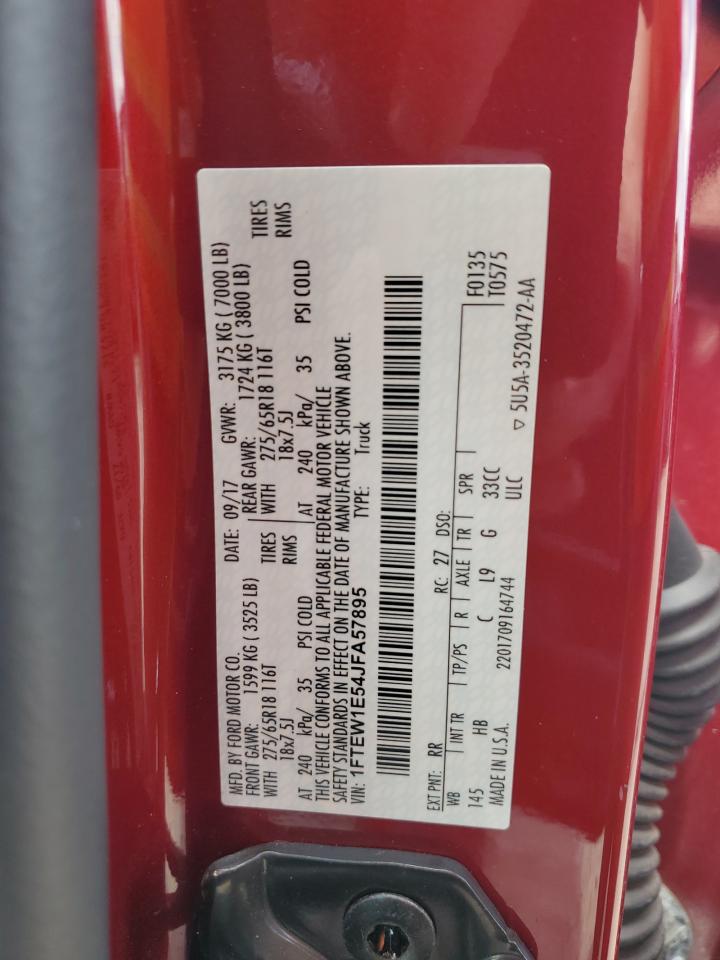 MFD. BY FORD MOTOR CO. DATE: 09/17 GVWR: 3175 KG ( 7000 LB)
FRONT GAWR: 1599 KG ( 3525 LB) REAR GAWR: 1724 KG ( 3800 LB)
WITH 275/65R18 116T TIRES WITH 275/65R18 116T TIRES
18x7.5J RIMS 18x7.5J RIMS
AT 240 kPa/ 35 PSI COLD AT 240 kPa/ 35 PSI COLD
THIS VEHICLE CONFORMS TO ALL APPLICABLE FEDERAL MOTOR VEHICLE
SAFETY STANDARDS IN EFFECT ON THE DATE OF MANUFACTURE SHOWN ABOVE.
VIN: 1FTEW1E54JFA57895 TYPE: Truck
EXT PNT: RR RC: 27 DSO: F0135
WB INT TR TP/PS R AXLE TR SPR T0575
145 HB C L9 G 33CC
MADE IN U.S.A. 2201709164744 ULC ▽ 5U5A-3520472-AA